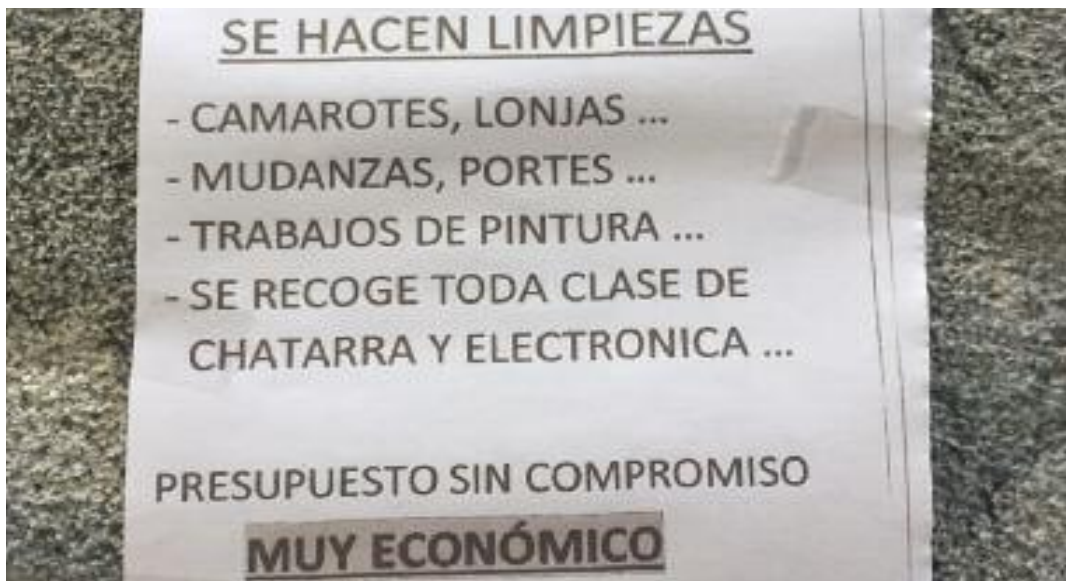 SE HACEN LIMPIEZAS
- CAMAROTES, LONJAS ...
- MUDANZAS, PORTES ...
- TRABAJOS DE PINTURA ...
- SE RECOGE TODA CLASE DE
CHATARRA Y ELECTRONICA ...
PRESUPUESTO SIN COMPROMISO
MUY ECONÓMICO